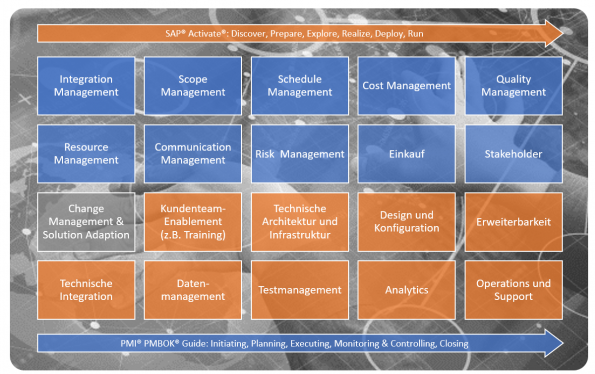 SAP® Activate®: Discover, Prepare, Explore, Realize, Deploy, Run
Integration
Management
Scope
Management
Schedule
Management
Cost Management
Quality
Management
Resource
Management
Communication
Management
Risk Management
Einkauf
Stakeholder
Change
Management &
Solution Adaption
Kundenteam-
Enablement
(z.B. Training)
Technische
Architektur und
Infrastruktur
Design und
Konfiguration
Erweiterbarkeit
Technische
Integration
Daten-
management
Testmanagement
Analytics
Operations und
Support
PMI® PMBOK® Guide: Initiating, Planning, Executing, Monitoring & Controlling, Closing